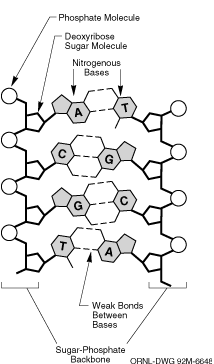 Phosphate Molecule
Deoxyribose
Sugar Molecule
Nitrogenous
Bases
A T
C G
G C
T A
Weak Bonds
Between
Bases
Sugar-Phosphate
Backbone
ORNL-DWG 92M-6648